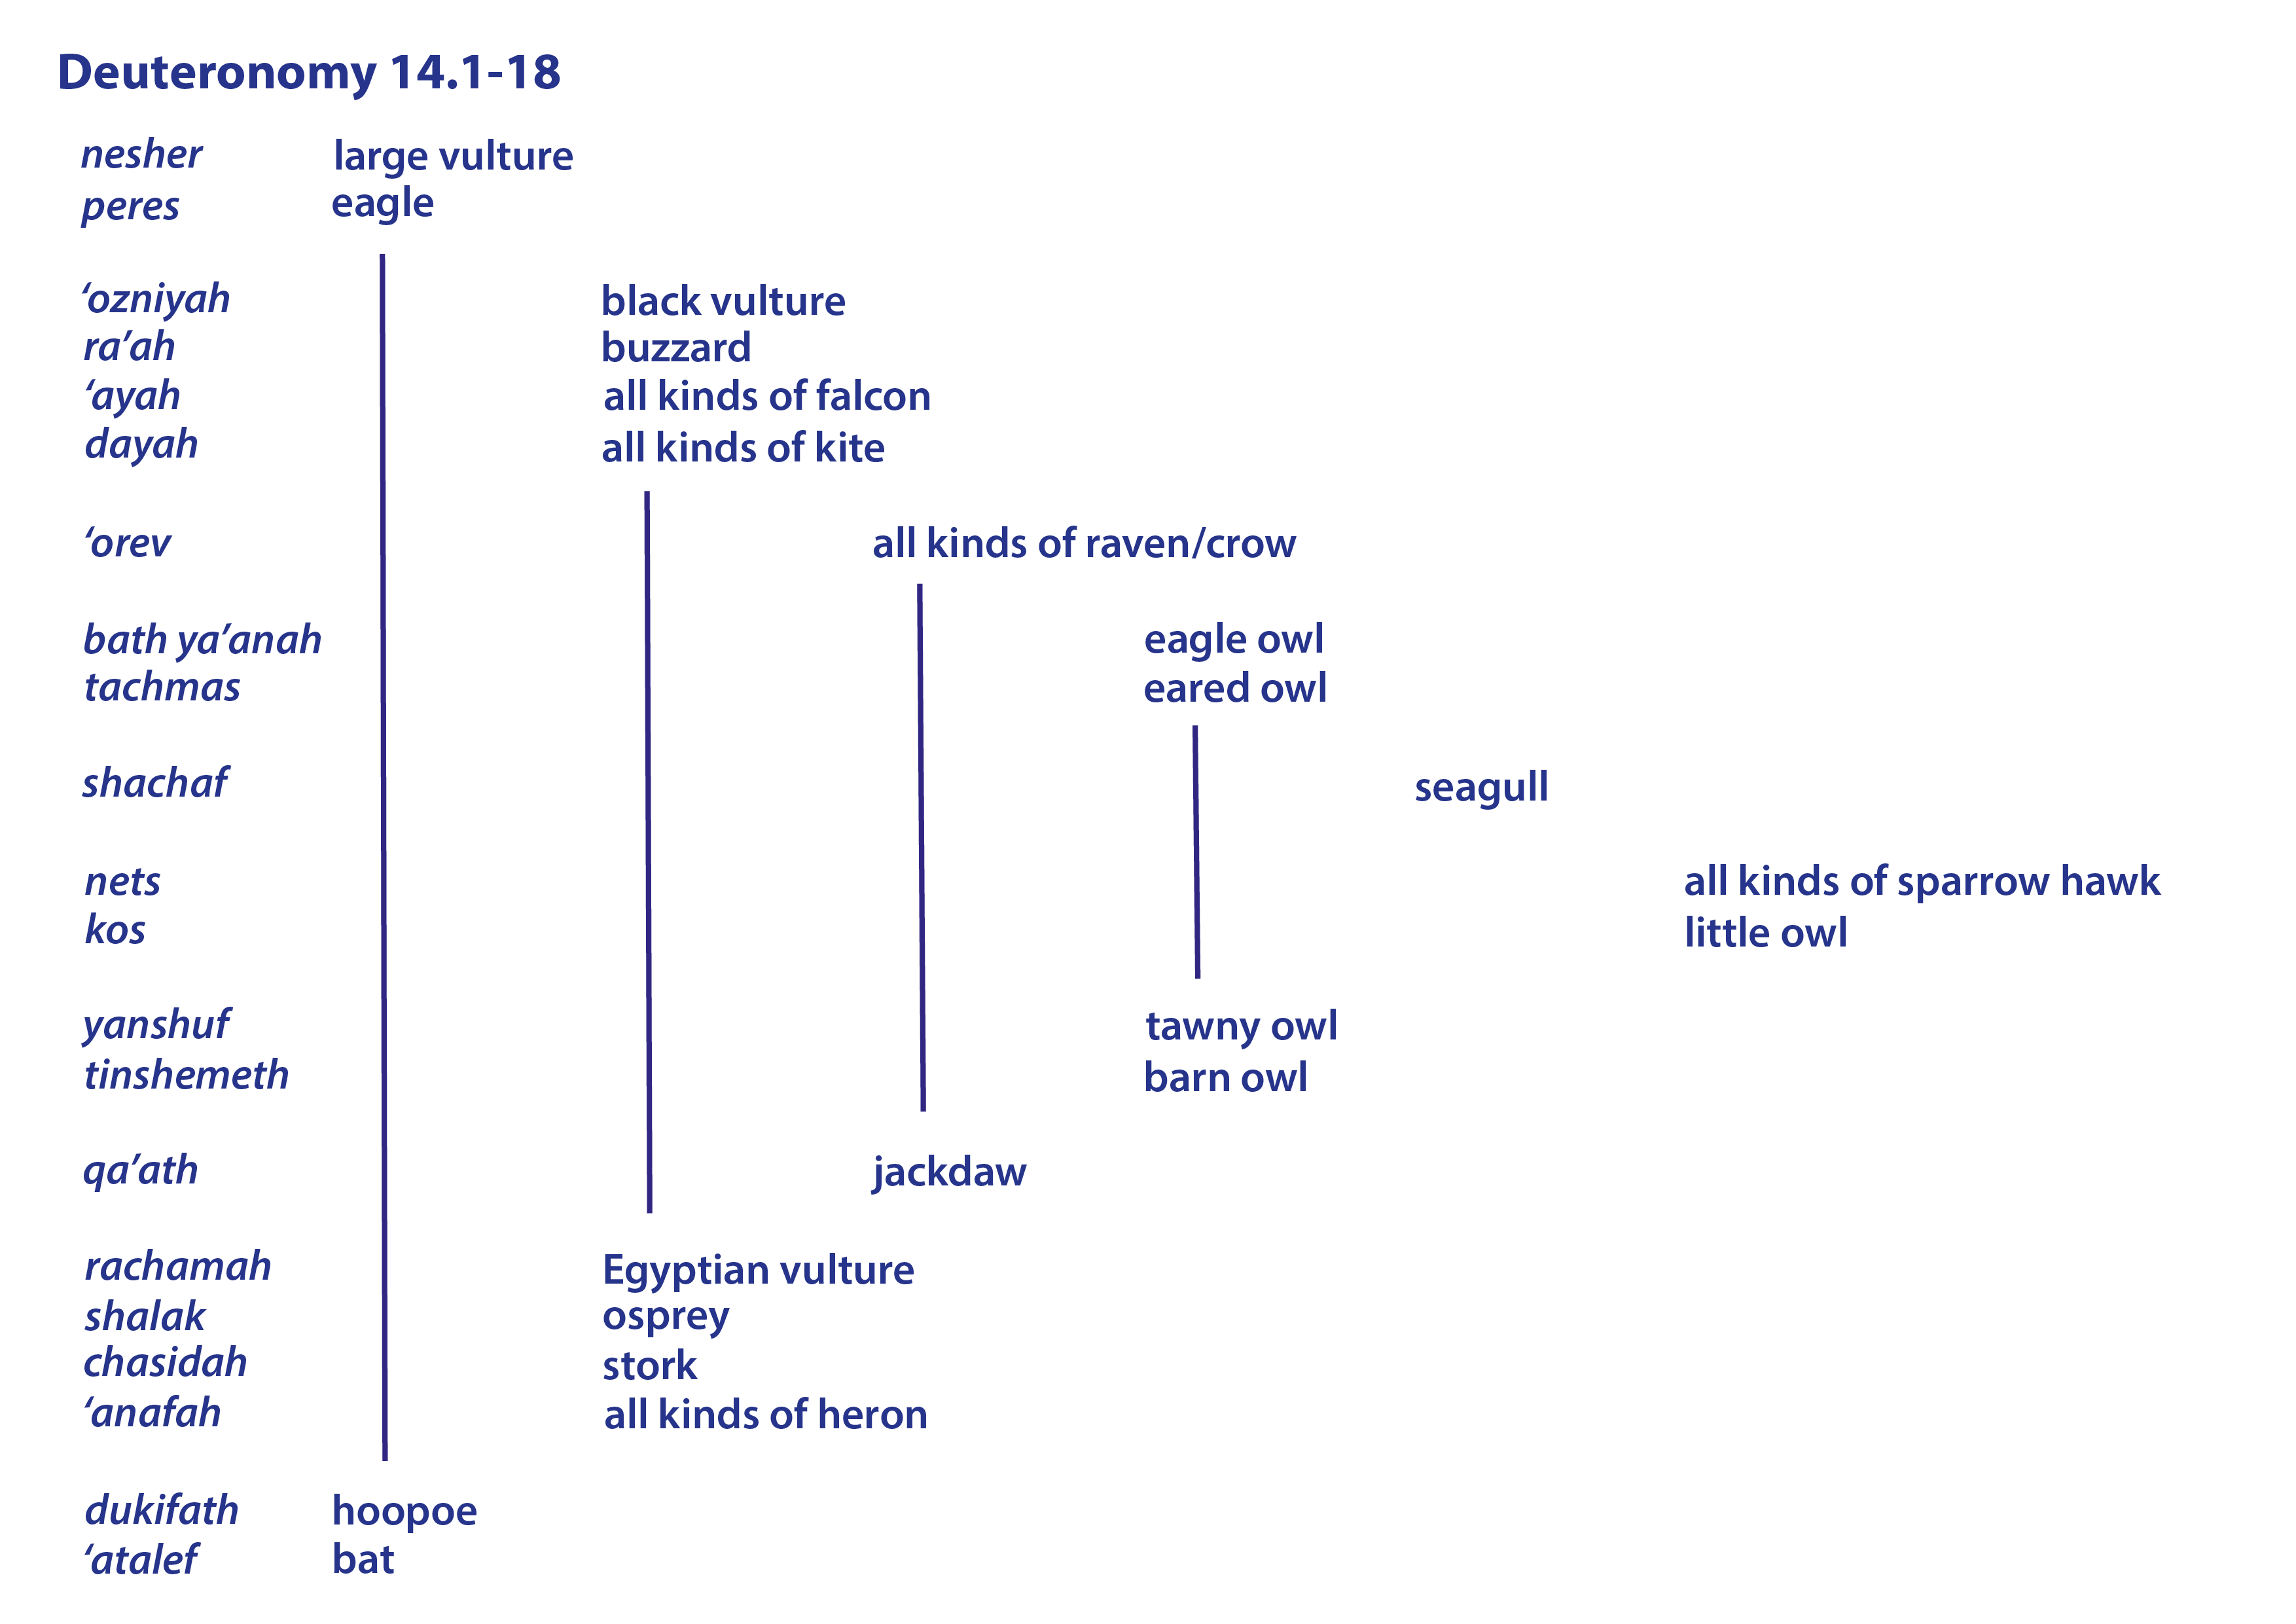 Deuteronomy 14.1-18
nesher large vulture
peres eagle
‘ozniyah black vulture
ra’ah buzzard
‘ayah all kinds of falcon
dayah all kinds of kite
‘orev all kinds of raven/crow
bath ya’anah eagle owl
tachmas eared owl
shachaf seagull
nets all kinds of sparrow hawk
kos little owl
yanshuf tawny owl
tinshemeth barn owl
qa’ath jackdaw
rachamah Egyptian vulture
shalak osprey
chasidah stork
‘anafah all kinds of heron
dukifath hoopoe
‘atalef bat